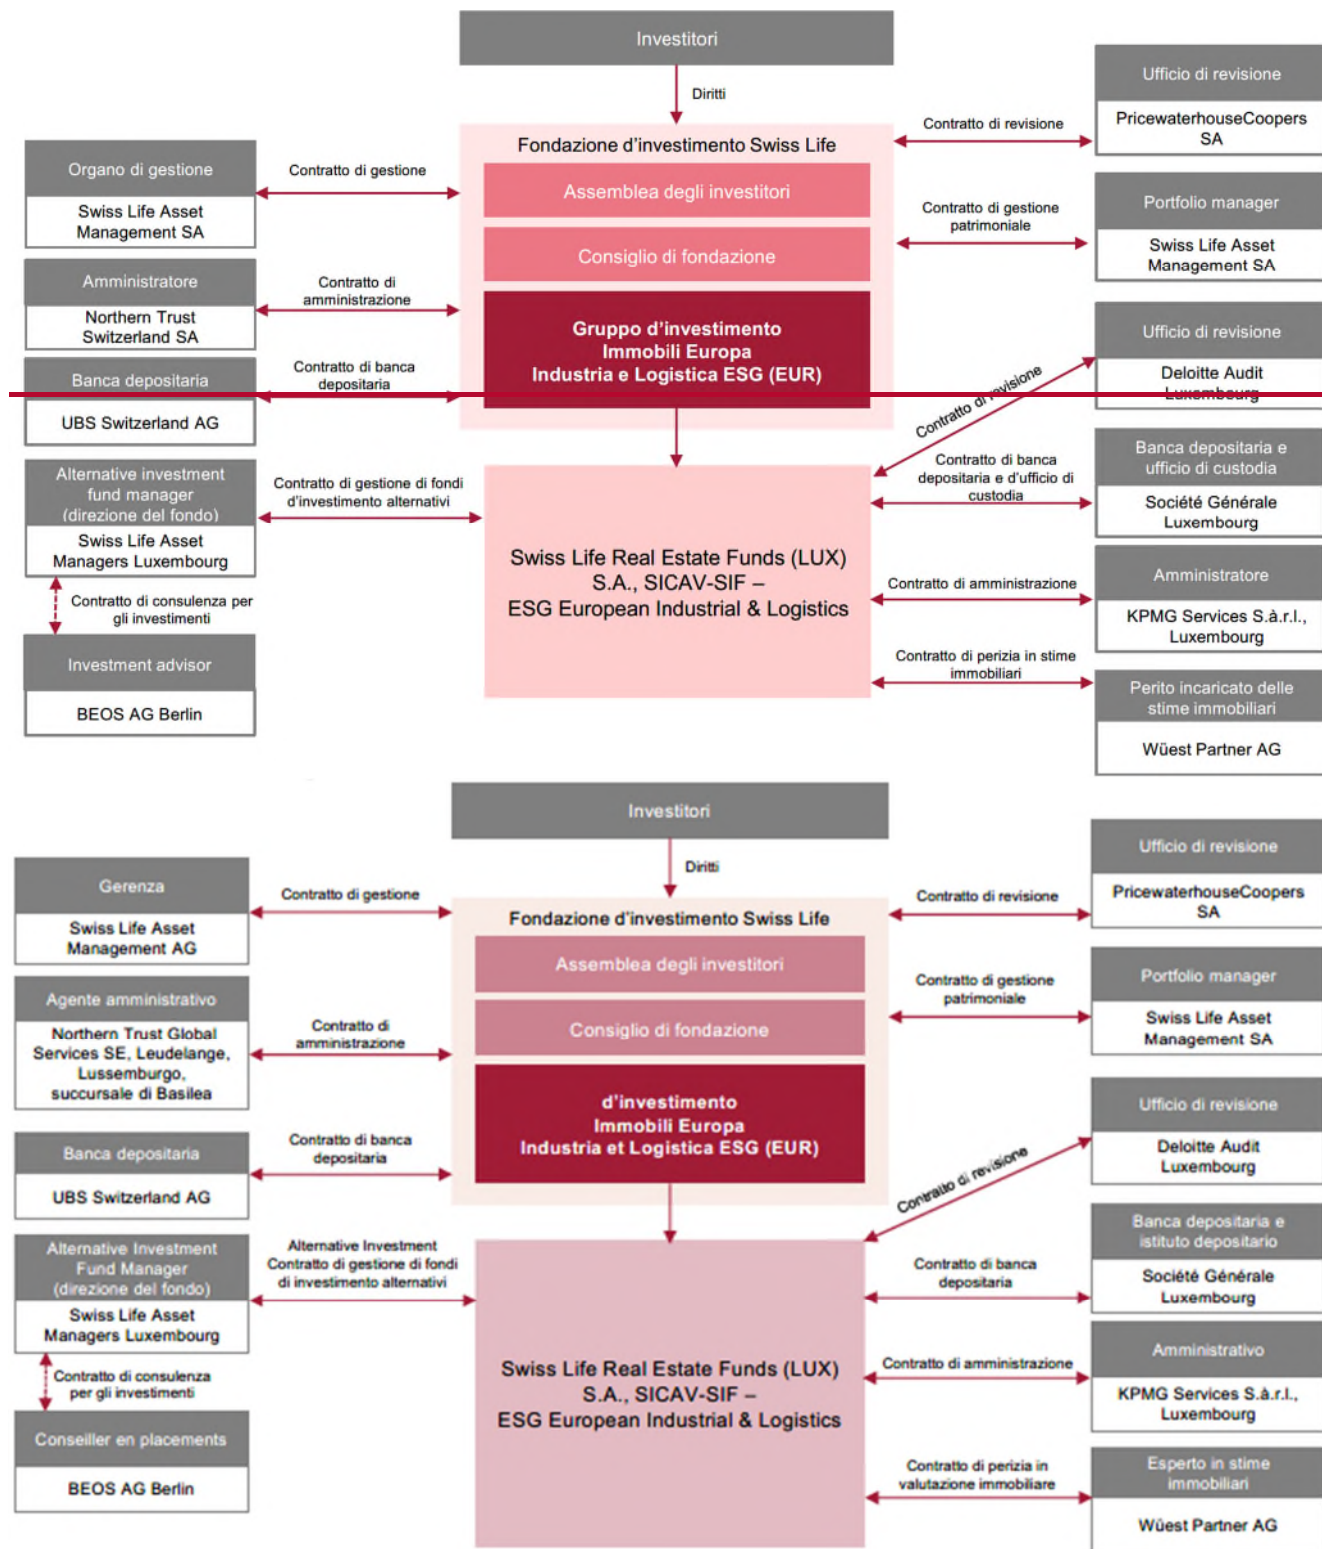 Investitori
Diritti
Ufficio di revisione
PricewaterhouseCoopers
SA
Contratto di revisione
Fondazione d'investimento Swiss Life
Organo di gestione
Swiss Life Asset
Management SA
Contratto di gestione
Assemblea degli investitori
Portfolio manager
Swiss Life Asset
Management SA
Contratto di gestione
patrimoniale
Consiglio di fondazione
Amministratore
Northern Trust
Switzerland SA
Contratto di
amministrazione
Gruppo d'investimento
Immobili Europa
Industria e Logistica ESG (EUR)
Ufficio di revisione
Deloitte Audit
Luxembourg
Banca depositaria
UBS Switzerland AG
Contratto di banca
depositaria
Contratto di revisione
Alternative investment
fund manager
(direzione del fondo)
Swiss Life Asset
Managers Luxembourg
Contratto di gestione di fondi
d'investimento alternativi
Contratto di banca
depositaria e d'ufficio di
custodia
Banca depositaria e
ufficio di custodia
Société Générale
Luxembourg
Swiss Life Real Estate Funds (LUX)
S.A., SICAV-SIF –
ESG European Industrial & Logistics
Contratto di amministrazione
Amministratore
KPMG Services S.à.r.l.,
Luxembourg
Contratto di consulenza per
gli investimenti
Investment advisor
BEOS AG Berlin
Contratto di perizia in stime
immobiliari
Perito incaricato delle
stime immobiliari
Wüest Partner AG
Investitori
Diritti
Ufficio di revisione
PricewaterhouseCoopers
SA
Contratto di revisione
Gerenza
Swiss Life Asset
Management AG
Contratto di gestione
Fondazione d'investimento Swiss Life
Assemblea degli investitori
Contratto di gestione
patrimoniale
Portfolio manager
Swiss Life Asset
Management SA
Agente amministrativo
Northern Trust Global
Services SE, Leudelange,
Lussemburgo,
succursale di Basilea
Contratto di
amministrazione
Consiglio di fondazione
d'investimento
Immobili Europa
Industria et Logistica ESG (EUR)
Ufficio di revisione
Deloitte Audit
Luxembourg
Banca depositaria
UBS Switzerland AG
Contratto di banca
depositaria
Contratto di revisione
Alternative Investment
Fund Manager
(direzione del fondo)
Swiss Life Asset
Managers Luxembourg
Alternative Investment
Contratto di gestione di fondi
di investimento alternativi
Contratto di banca
depositaria
Banca depositaria e
istituto depositario
Société Générale
Luxembourg
Swiss Life Real Estate Funds (LUX)
S.A., SICAV-SIF –
ESG European Industrial & Logistics
Contratto di amministrazione
Amministrativo
KPMG Services S.à.r.l.,
Luxembourg
Contratto di consulenza
per gli investimenti
Conseiller en placements
BEOS AG Berlin
Contratto di perizia in
valutazione immobiliare
Esperto in stime
immobiliari
Wüest Partner AG